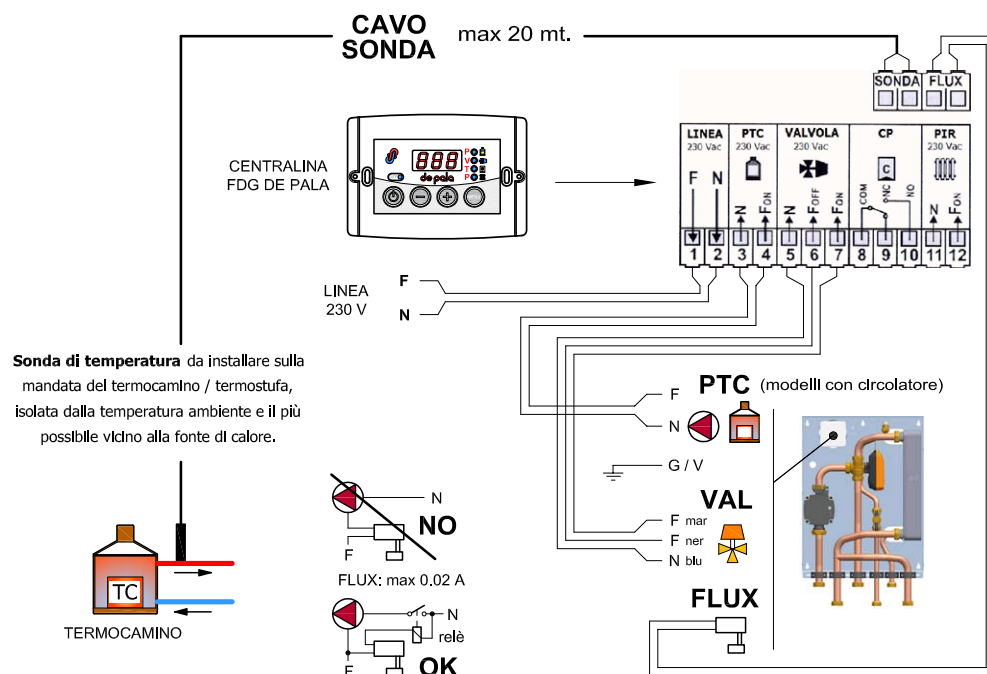 CAVO
SONDA
max 20 mt.
SONDA FLUX
LINEA PTC VALVOLA CP PIR
230 Vac 230 Vac 230 Vac 230 Vac
C
F N N FON N FOFF FON COM NC NO N FON
1 2 3 4 5 6 7 8 9 10 11 12
CENTRALINA
FDG DE PALA
888
P
V
T
P
de pala
LINEA
230 V
F
N
Sonda di temperatura da installare sulla
mandata del termocamino / termostufa,
isolata dalla temperatura ambiente e il più
possibile vicino alla fonte di calore.
F
PTC (modelli con circolatore)
N
G / V
VAL
F mar
F ner
N blu
FLUX
N
NO
F
FLUX: max 0.02 A
N
relè
F
OK
TC
TERMOCAMINO